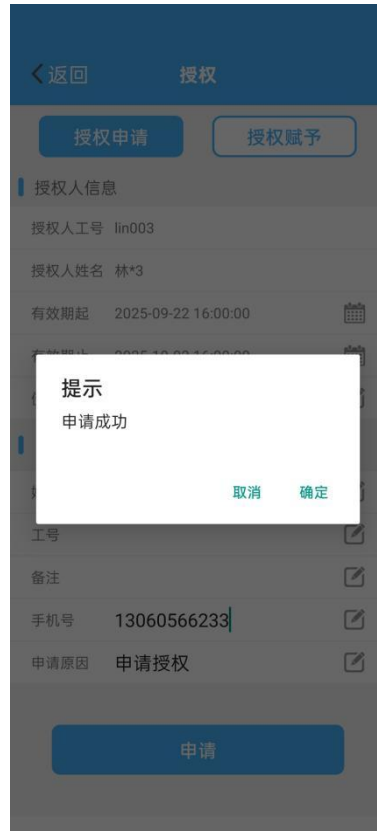 返回 授权
授权申请 授权赋予
授权人信息
授权人工号 lin003
授权人姓名 林*3
有效期起 2025-09-22 16:00:00
提示
申请成功
取消 确定
工号
备注
手机号 13060566233
申请原因 申请授权
申请